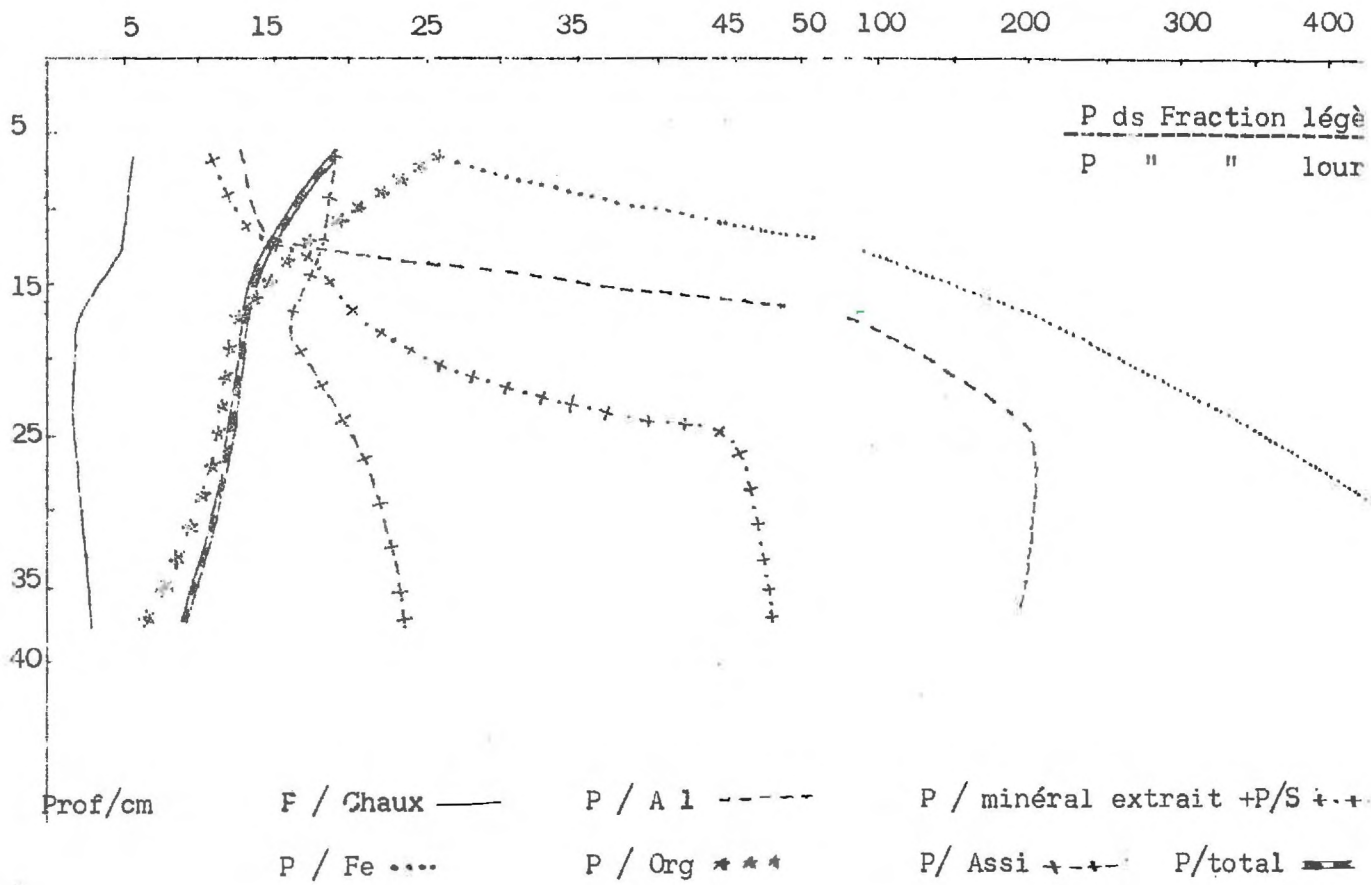 5 15 25 35 45 50 100 200 300 400
5
P ds Fraction légè
P " " lour
15
25
35
40
Prof/cm F / Chaux P / A l P / minéral extrait +P/S
P / Fe P / Org P/ Assi P/total